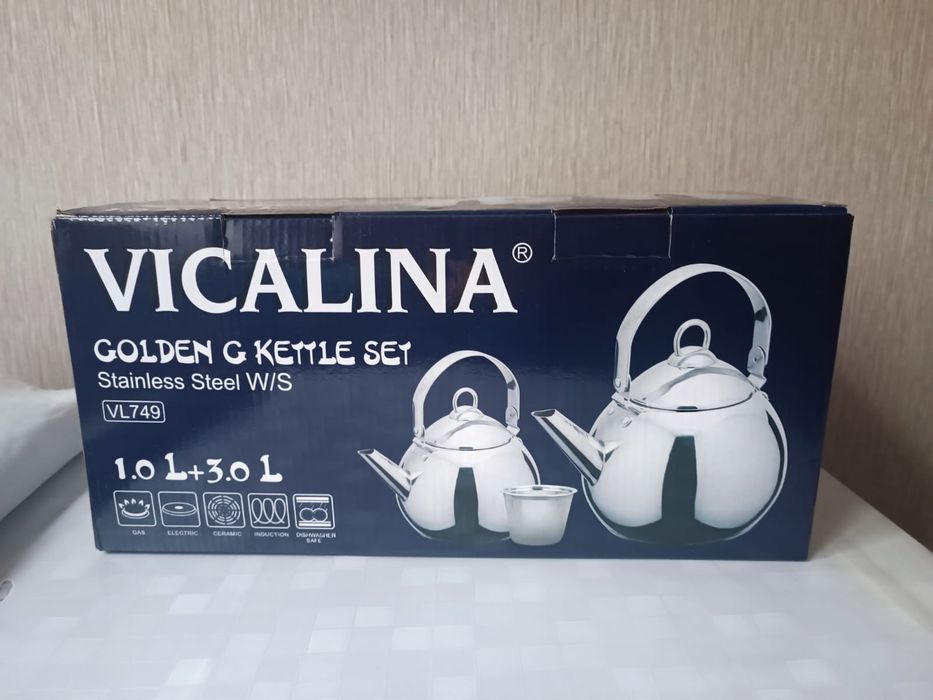 VICALINA®
GOLDEN G KETTLE SET
Stainless Steel W/S
VL749
1.0 L+3.0 L
GAS ELECTRIC CERAMIC INDUCTION DISHWASHER
SAFE